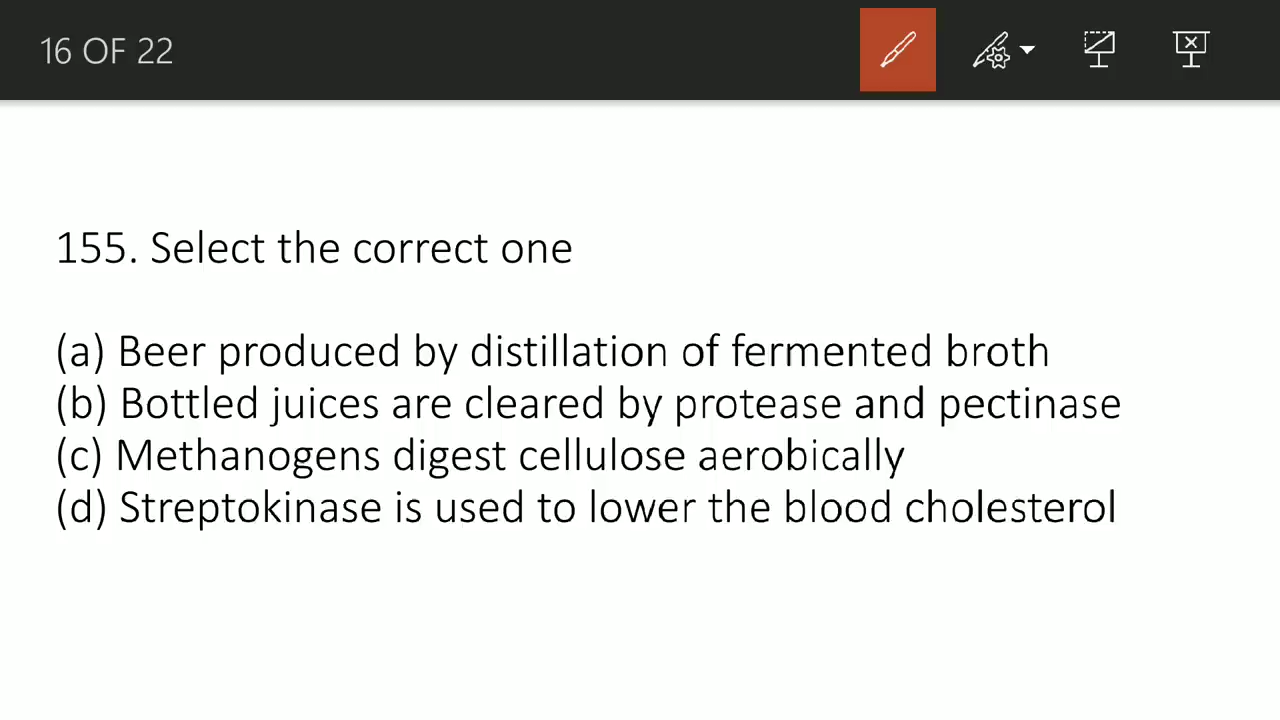 16 OF 22
155. Select the correct one
(a) Beer produced by distillation of fermented broth
(b) Bottled juices are cleared by protease and pectinase
(c) Methanogens digest cellulose aerobically
(d) Streptokinase is used to lower the blood cholesterol